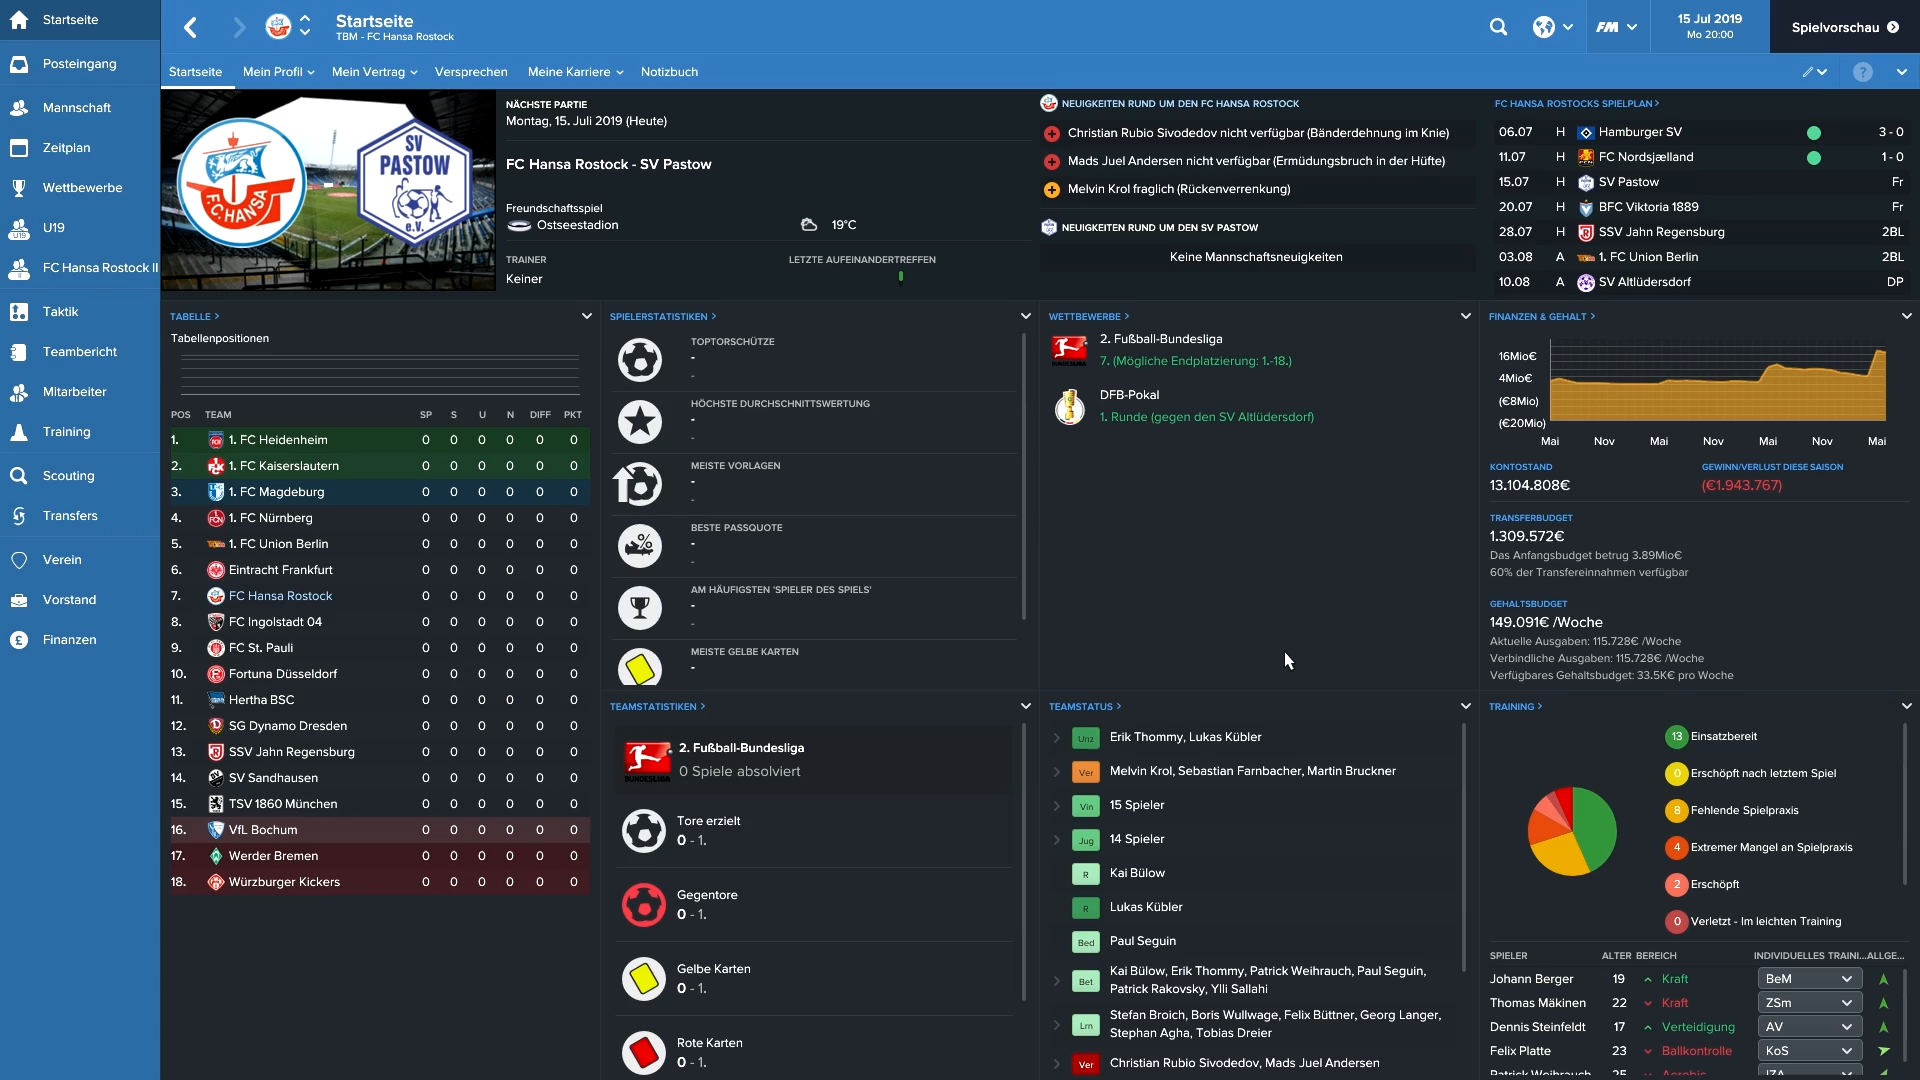 Startseite
Posteingang
Mannschaft
Zeitplan
Wettbewerbe
U19
FC Hansa Rostock II
Taktik
Teambericht
Mitarbeiter
Training
Scouting
Transfers
Verein
Vorstand
Finanzen
Startseite
TBM - FC Hansa Rostock
FM
15 Jul 2019
Mo 20:00
Spielvorschau
Startseite Mein Profil Mein Vertrag Versprechen Meine Karriere Notizbuch
F.C. HANSA
SV
PASTOW
e.V.
NÄCHSTE PARTIE
Montag, 15. Juli 2019 (Heute)
FC Hansa Rostock - SV Pastow
Freundschaftsspiel
Ostseestadion 19°C
TRAINER LETZTE AUFEINANDERTREFFEN
Keiner
NEUIGKEITEN RUND UM DEN FC HANSA ROSTOCK
Christian Rubio Sivodedov nicht verfügbar (Bänderdehnung im Knie)
Mads Juel Andersen nicht verfügbar (Ermüdungsbruch in der Hüfte)
Melvin Krol fraglich (Rückenverrenkung)
NEUIGKEITEN RUND UM DEN SV PASTOW
Keine Mannschaftsneuigkeiten
FC HANSA ROSTOCKS SPIELPLAN >
06.07 H Hamburger SV 3 - 0
11.07 H FC Nordsjælland 1 - 0
15.07 H SV Pastow Fr
20.07 H BFC Viktoria 1889 Fr
28.07 H SSV Jahn Regensburg 2BL
03.08 A 1. FC Union Berlin 2BL
10.08 A SV Altlüdersdorf DP
TABELLE >
Tabellenpositionen
POS TEAM SP S U N DIFF PKT
1. 1. FC Heidenheim 0 0 0 0 0 0
2. 1. FC Kaiserslautern 0 0 0 0 0 0
3. 1. FC Magdeburg 0 0 0 0 0 0
4. 1. FC Nürnberg 0 0 0 0 0 0
5. 1. FC Union Berlin 0 0 0 0 0 0
6. Eintracht Frankfurt 0 0 0 0 0 0
7. FC Hansa Rostock 0 0 0 0 0 0
8. FC Ingolstadt 04 0 0 0 0 0 0
9. FC St. Pauli 0 0 0 0 0 0
10. Fortuna Düsseldorf 0 0 0 0 0 0
11. Hertha BSC 0 0 0 0 0 0
12. SG Dynamo Dresden 0 0 0 0 0 0
13. SSV Jahn Regensburg 0 0 0 0 0 0
14. SV Sandhausen 0 0 0 0 0 0
15. TSV 1860 München 0 0 0 0 0 0
16. VfL Bochum 0 0 0 0 0 0
17. Werder Bremen 0 0 0 0 0 0
18. Würzburger Kickers 0 0 0 0 0 0
SPIELERSTATISTIKEN >
TOPTORSCHÜTZE
-
-
HÖCHSTE DURCHSCHNITTSWERTUNG
-
-
MEISTE VORLAGEN
-
-
BESTE PASSQUOTE
-
-
AM HÄUFIGSTEN 'SPIELER DES SPIELS'
-
-
MEISTE GELBE KARTEN
-
TEAMSTATISTIKEN >
2. Fußball-Bundesliga
0 Spiele absolviert
Tore erzielt
0 - 1.
Gegentore
0 - 1.
Gelbe Karten
0 - 1.
Rote Karten
0 - 1.
WETTBEWERBE >
2. Fußball-Bundesliga
7. (Mögliche Endplatzierung: 1.-18.)
DFB-Pokal
1. Runde (gegen den SV Altlüdersdorf)
TEAMSTATUS >
Unz Erik Thommy, Lukas Kübler
Ver Melvin Krol, Sebastian Farnbacher, Martin Bruckner
Vin 15 Spieler
Jug 14 Spieler
R Kai Bülow
R Lukas Kübler
Bed Paul Seguin
Bet Kai Bülow, Erik Thommy, Patrick Weihrauch, Paul Seguin,
Patrick Rakovsky, Ylli Sallahi
Lrn Stefan Broich, Boris Wullwage, Felix Büttner, Georg Langer,
Stephan Agha, Tobias Dreier
Ver Christian Rubio Sivodedov, Mads Juel Andersen
FINANZEN & GEHALT >
16Mio€
4Mio€
(€8Mio)
(€20Mio)
Mai Nov Mai Nov Mai Nov Mai
KONTOSTAND GEWINN/VERLUST DIESE SAISON
13.104.808€ (€1.943.767)
TRANSFERBUDGET
1.309.572€
Das Anfangsbudget betrug 3.89Mio€
60% der Transfereinnahmen verfügbar
GEHALTSBUDGET
149.091€ /Woche
Aktuelle Ausgaben: 115.728€ /Woche
Verbindliche Ausgaben: 115.728€ /Woche
Verfügbares Gehaltsbudget: 33.5K€ pro Woche
TRAINING >
13 Einsatzbereit
0 Erschöpft nach letztem Spiel
8 Fehlende Spielpraxis
4 Extremer Mangel an Spielpraxis
2 Erschöpft
0 Verletzt - Im leichten Training
SPIELER ALTER BEREICH INDIVIDUELLES TRAINI... ALLGE...
Johann Berger 19 Kraft BeM
Thomas Mäkinen 22 Kraft ZSm
Dennis Steinfeldt 17 Verteidigung AV
Felix Platte 23 Ballkontrolle KoS
Patrick Weihrauch 25 Aerobic